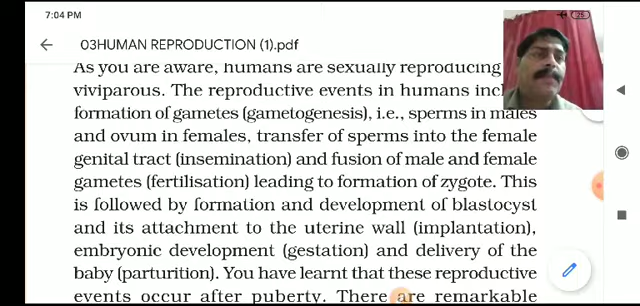 7:04 PM
25
03HUMAN REPRODUCTION (1).pdf
As you are aware, humans are sexually reproducing
viviparous. The reproductive events in humans incl
formation of gametes (gametogenesis), i.e., sperms in males
and ovum in females, transfer of sperms into the female
genital tract (insemination) and fusion of male and female
gametes (fertilisation) leading to formation of zygote. This
is followed by formation and development of blastocyst
and its attachment to the uterine wall (implantation),
embryonic development (gestation) and delivery of the
baby (parturition). You have learnt that these reproductive
events occur after puberty. There are remarkable